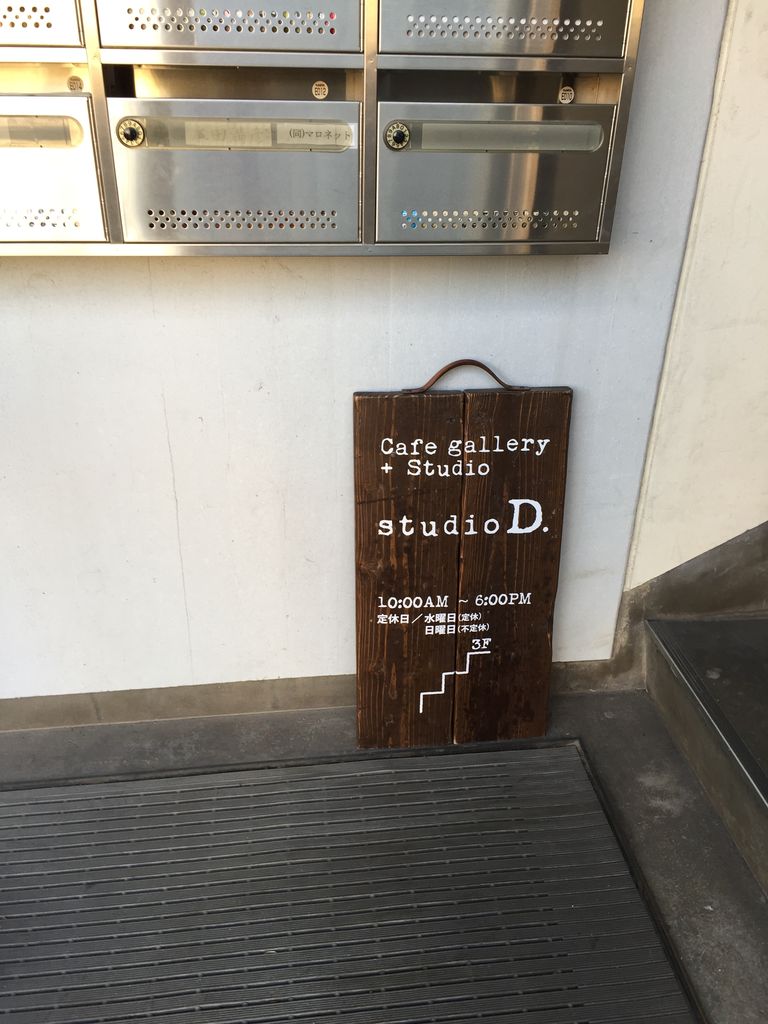 (同)マロネット
Cafe gallery
+ Studio
studio D.
10:00AM ~ 6:00PM
定休日／水曜日(定休)
日曜日(不定休)
3F